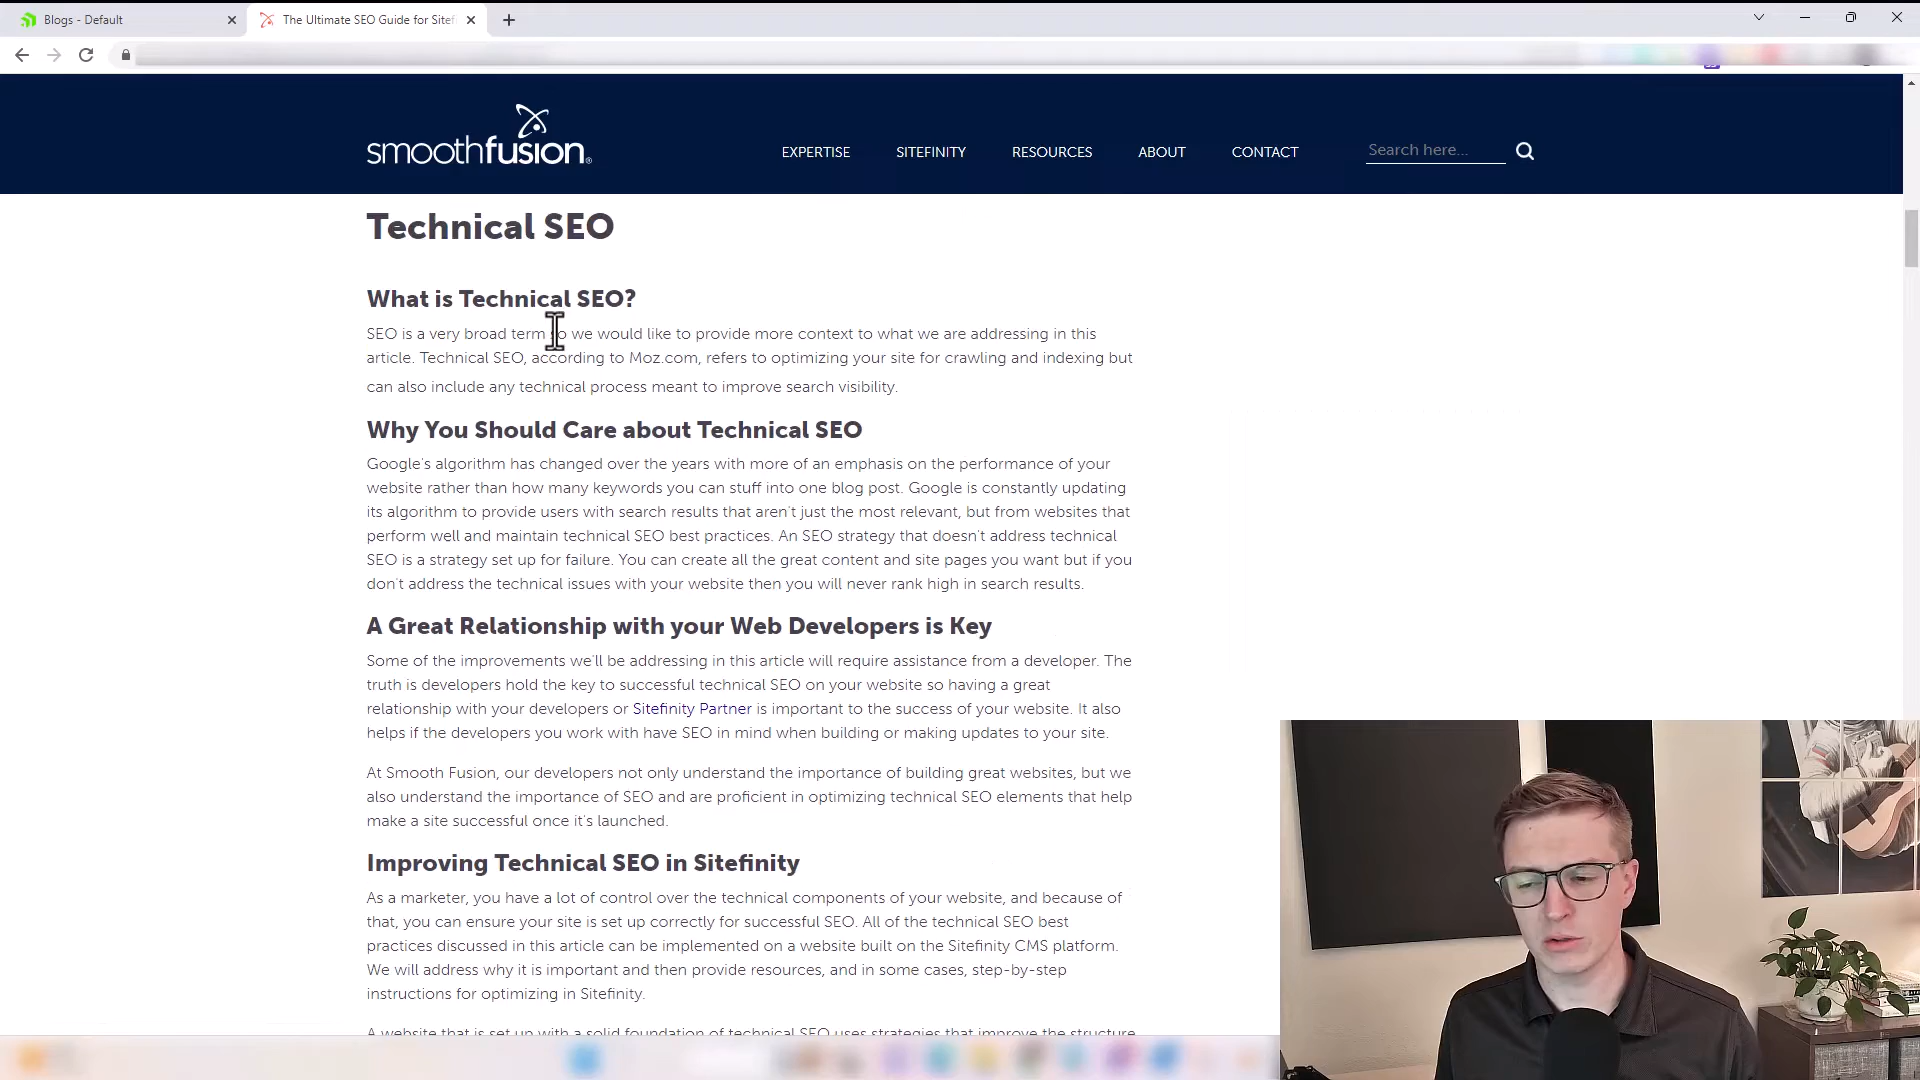 Blogs - Default
The Ultimate SEO Guide for Sitef
smoothfusion®
EXPERTISE
SITEFINITY
RESOURCES
ABOUT
CONTACT
Search here...
Technical SEO
What is Technical SEO?
SEO is a very broad term so we would like to provide more context to what we are addressing in this
article. Technical SEO, according to Moz.com, refers to optimizing your site for crawling and indexing but
can also include any technical process meant to improve search visibility.
Why You Should Care about Technical SEO
Google's algorithm has changed over the years with more of an emphasis on the performance of your
website rather than how many keywords you can stuff into one blog post. Google is constantly updating
its algorithm to provide users with search results that aren't just the most relevant, but from websites that
perform well and maintain technical SEO best practices. An SEO strategy that doesn't address technical
SEO is a strategy set up for failure. You can create all the great content and site pages you want but if you
don't address the technical issues with your website then you will never rank high in search results.
A Great Relationship with your Web Developers is Key
Some of the improvements we'll be addressing in this article will require assistance from a developer. The
truth is developers hold the key to successful technical SEO on your website so having a great
relationship with your developers or Sitefinity Partner is important to the success of your website. It also
helps if the developers you work with have SEO in mind when building or making updates to your site.
At Smooth Fusion, our developers not only understand the importance of building great websites, but we
also understand the importance of SEO and are proficient in optimizing technical SEO elements that help
make a site successful once it's launched.
Improving Technical SEO in Sitefinity
As a marketer, you have a lot of control over the technical components of your website, and because of
that, you can ensure your site is set up correctly for successful SEO. All of the technical SEO best
practices discussed in this article can be implemented on a website built on the Sitefinity CMS platform.
We will address why it is important and then provide resources, and in some cases, step-by-step
instructions for optimizing in Sitefinity.
A website that is set up with a solid foundation of technical SEO uses strategies that improve the structure